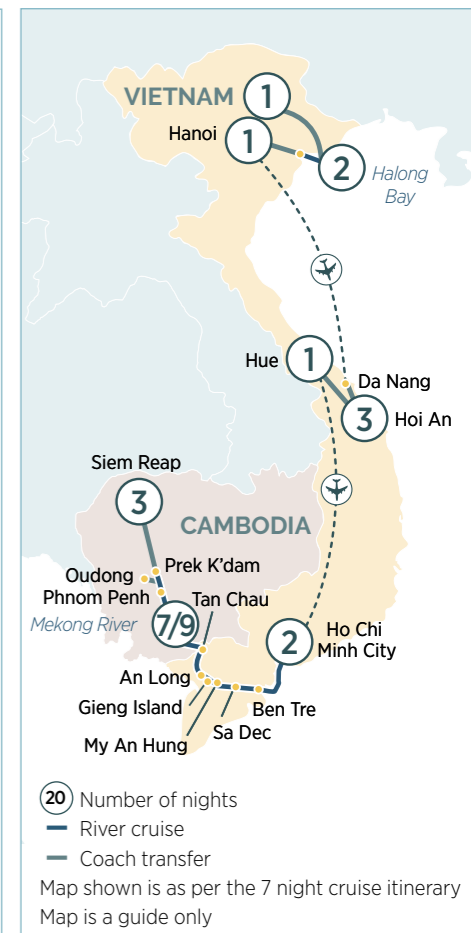 VIETNAM
1
Hanoi
1
2
Halong
Bay
Hue
1
Da Nang
3
Hoi An
Siem Reap
3
CAMBODIA
Prek K'dam
Oudong
Phnom Penh
Tan Chau
Mekong River
7/9
2
Ho Chi
Minh City
An Long
Gieng Island
Ben Tre
Sa Dec
My An Hung
20 Number of nights
River cruise
Coach transfer
Map shown is as per the 7 night cruise itinerary
Map is a guide only